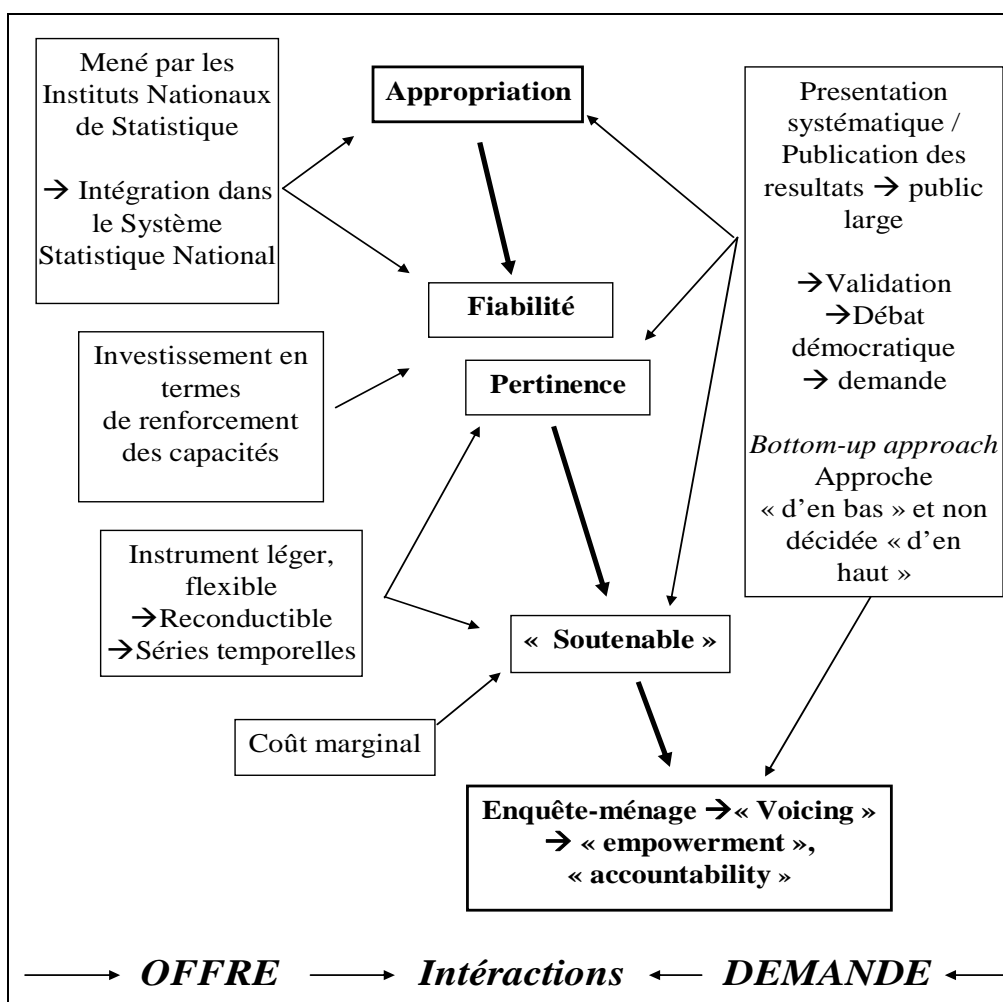 Mené par les
Instituts Nationaux
de Statistique
→ Intégration dans
le Système
Statistique National
Appropriation
Presentation
systématique /
Publication des
resultats → public
large
→Validation
→Débat
démocratique
→ demande
Bottom-up approach
Approche
« d'en bas » et non
décidée « d'en
haut »
Fiabilité
Investissement en
termes
de renforcement
des capacités
Pertinence
Instrument léger,
flexible
→Reconductible
→Séries temporelles
« Soutenable »
Coût marginal
Enquête-ménage →« Voicing »
→ « empowerment »,
« accountability »
OFFRE Intéractions DEMANDE